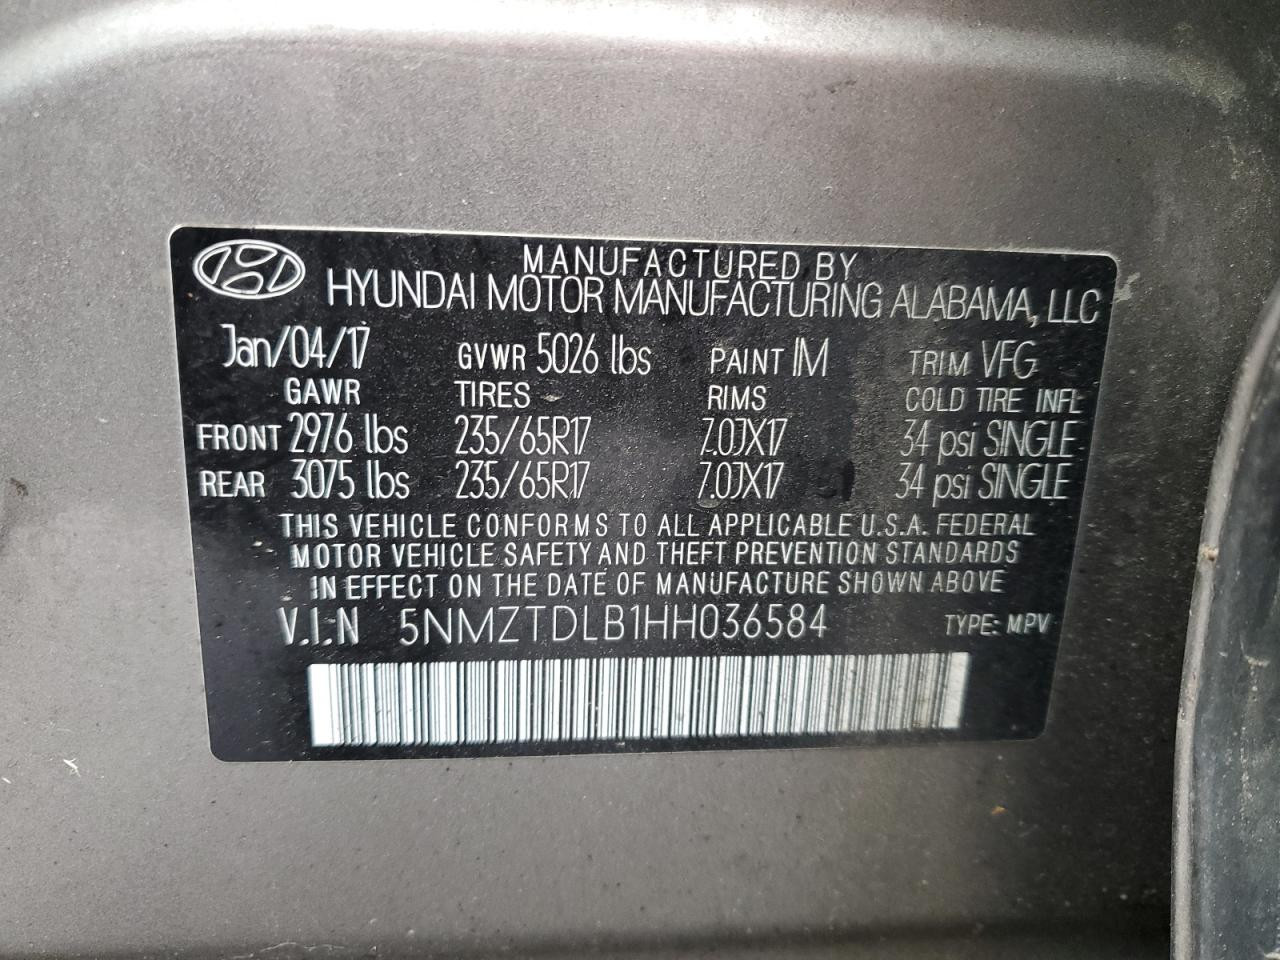 MANUFACTURED BY
HYUNDAI MOTOR MANUFACTURING ALABAMA, LLC
Jan/04/17 GVWR 5026 lbs PAINT IM TRIM VFG
GAWR TIRES RIMS COLD TIRE INFL
FRONT 2976 lbs 235/65R17 7.0JX17 34 psi SINGLE
REAR 3075 lbs 235/65R17 7.0JX17 34 psi SINGLE
THIS VEHICLE CONFORMS TO ALL APPLICABLE U.S.A. FEDERAL
MOTOR VEHICLE SAFETY AND THEFT PREVENTION STANDARDS
IN EFFECT ON THE DATE OF MANUFACTURE SHOWN ABOVE
V.I.N 5NMZTDLB1HH036584 TYPE: MPV